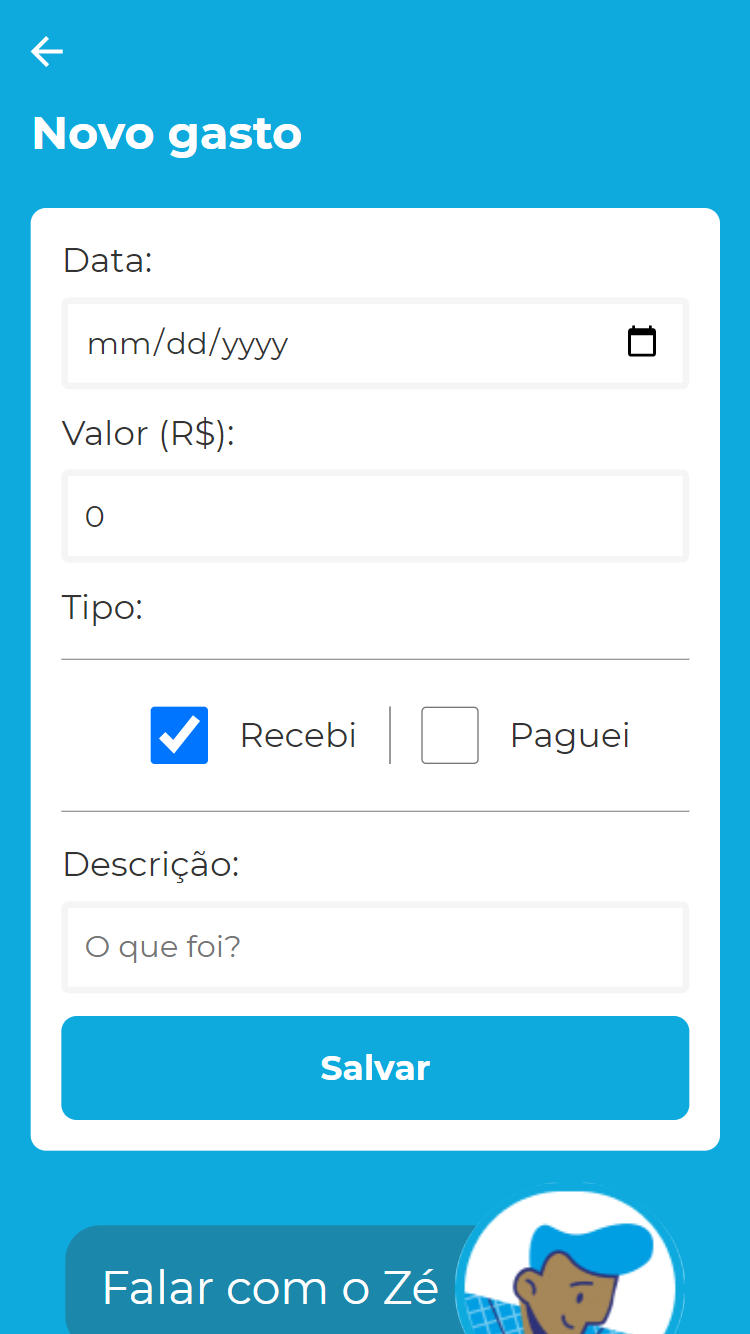 Novo gasto
Data:
mm/dd/yyyy
Valor (R$):
0
Tipo:
Recebi
Paguei
Descrição:
O que foi?
Salvar
Falar com o Zé